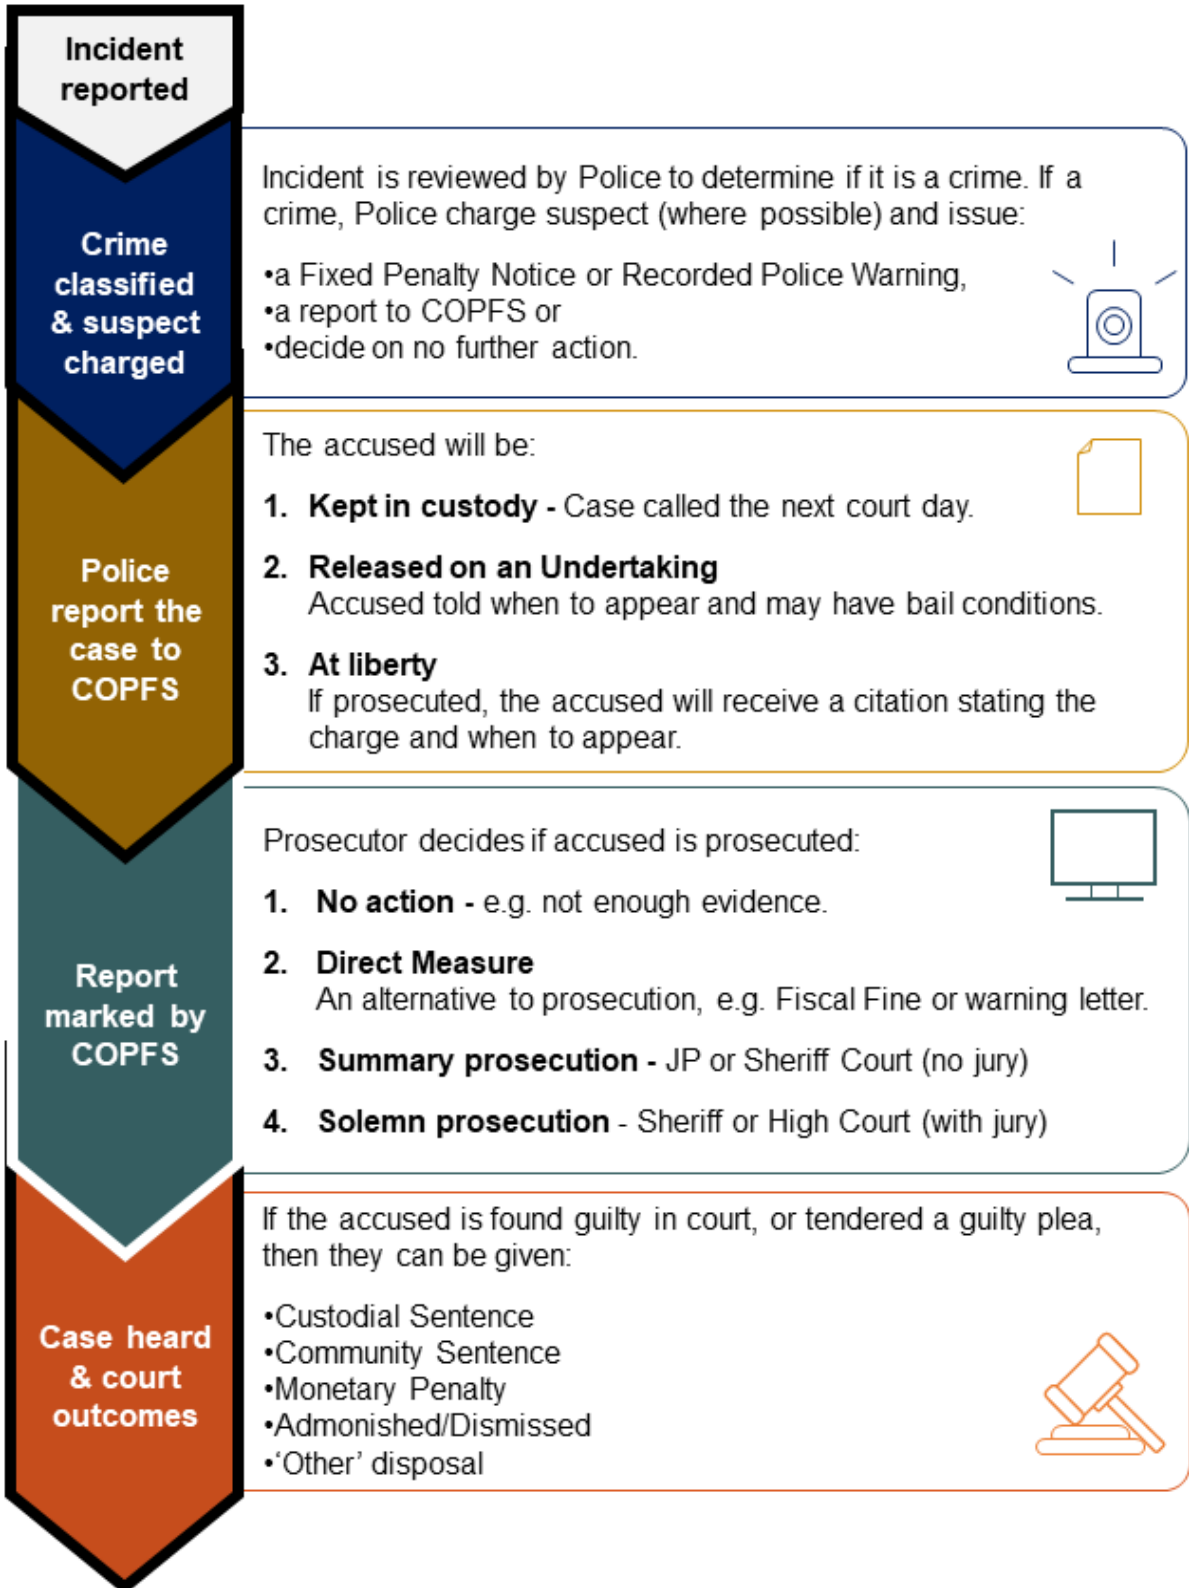 Incident
reported
Crime
classified
& suspect
charged
Incident is reviewed by Police to determine if it is a crime. If a
crime, Police charge suspect (where possible) and issue:
•a Fixed Penalty Notice or Recorded Police Warning,
•a report to COPFS or
•decide on no further action.
Police
report the
case to
COPFS
The accused will be:
1. Kept in custody - Case called the next court day.
2. Released on an Undertaking
Accused told when to appear and may have bail conditions.
3. At liberty
If prosecuted, the accused will receive a citation stating the
charge and when to appear.
Report
marked by
COPFS
Prosecutor decides if accused is prosecuted:
1. No action - e.g. not enough evidence.
2. Direct Measure
An alternative to prosecution, e.g. Fiscal Fine or warning letter.
3. Summary prosecution - JP or Sheriff Court (no jury)
4. Solemn prosecution - Sheriff or High Court (with jury)
Case heard
& court
outcomes
If the accused is found guilty in court, or tendered a guilty plea,
then they can be given:
•Custodial Sentence
•Community Sentence
•Monetary Penalty
•Admonished/Dismissed
•‘Other’ disposal